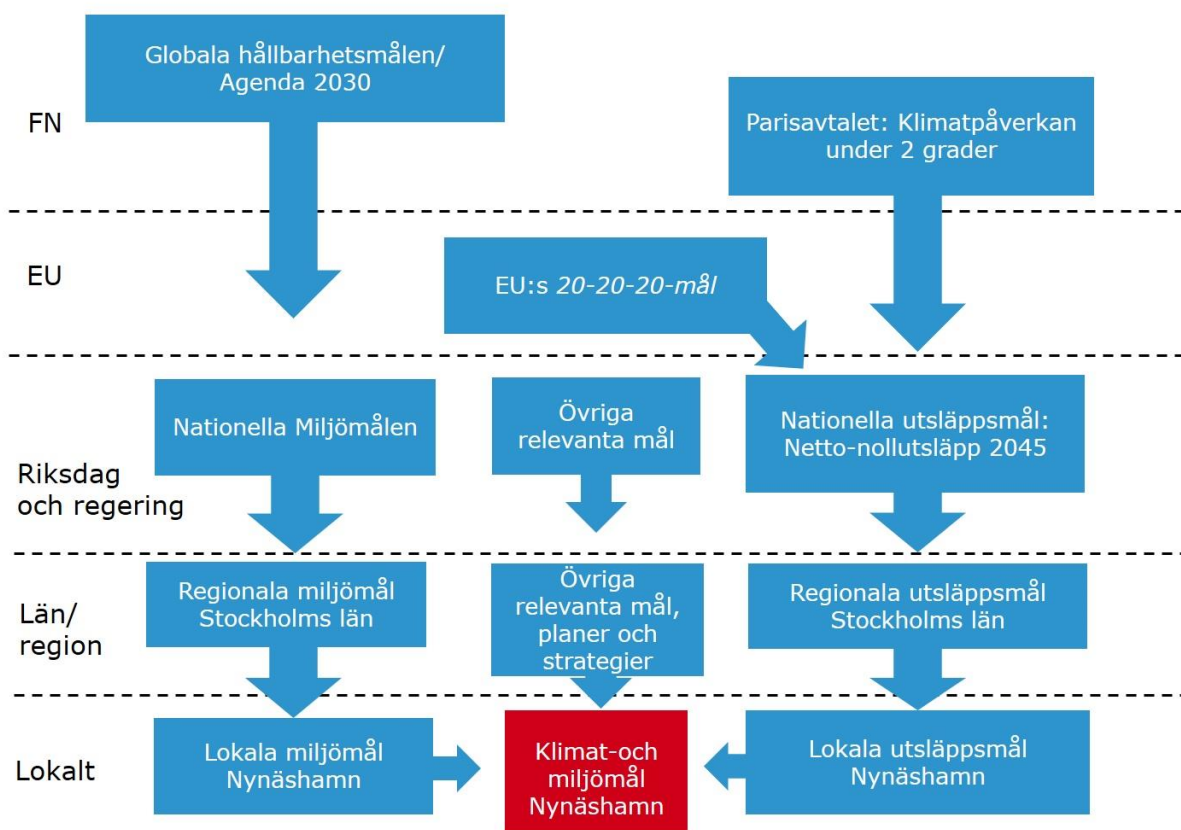 Globala hållbarhetsmålen/
Agenda 2030
FN
Parisavtalet: Klimatpåverkan
under 2 grader
EU
EU:s 20-20-20-mål
Nationella Miljömålen
Övriga
relevanta mål
Nationella utsläppsmål:
Netto-nollutsläpp 2045
Riksdag
och regering
Län/
region
Regionala miljömål
Stockholms län
Övriga
relevanta mål,
planer och
strategier
Regionala utsläppsmål
Stockholms län
Lokalt
Lokala miljömål
Nynäshamn
Klimat-och
miljömål
Nynäshamn
Lokala utsläppsmål
Nynäshamn